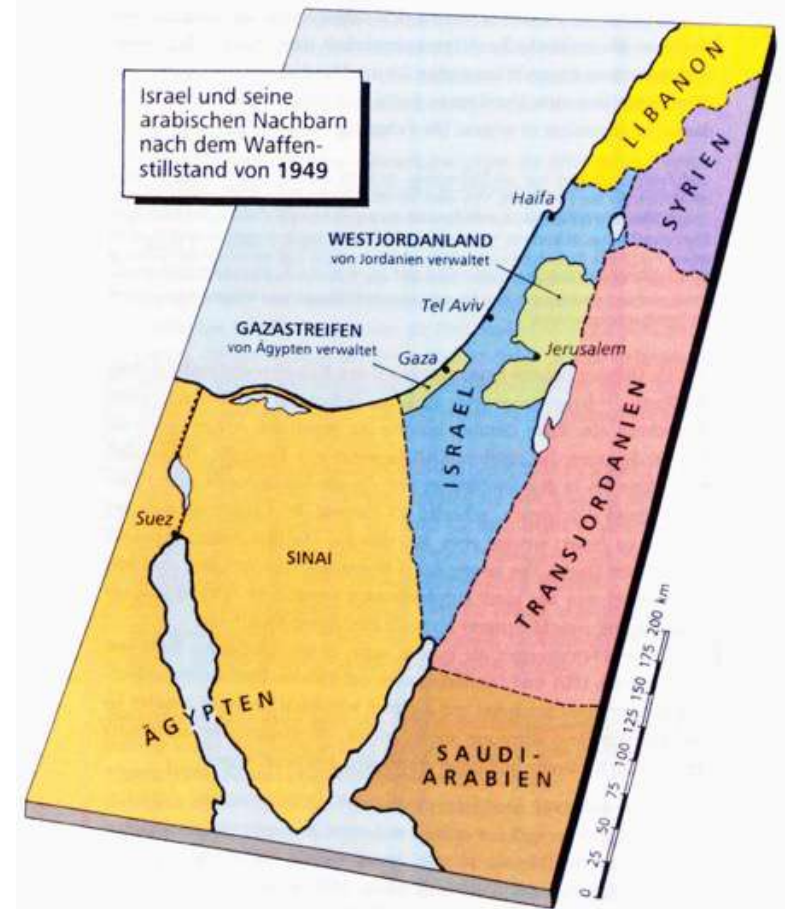 Israel und seine
arabischen Nachbarn
nach dem Waffen-
stillstand von 1949
LIBANON
SYRIEN
Haifa
WESTJORDANLAND
von Jordanien verwaltet
Tel Aviv
GAZASTREIFEN
von Ägypten verwaltet
Gaza
Jerusalem
ISRAEL
TRANSJORDANIEN
Suez
SINAI
ÄGYPTEN
SAUDI-
ARABIEN
0 25 50 75 100 125 150 175 200 km